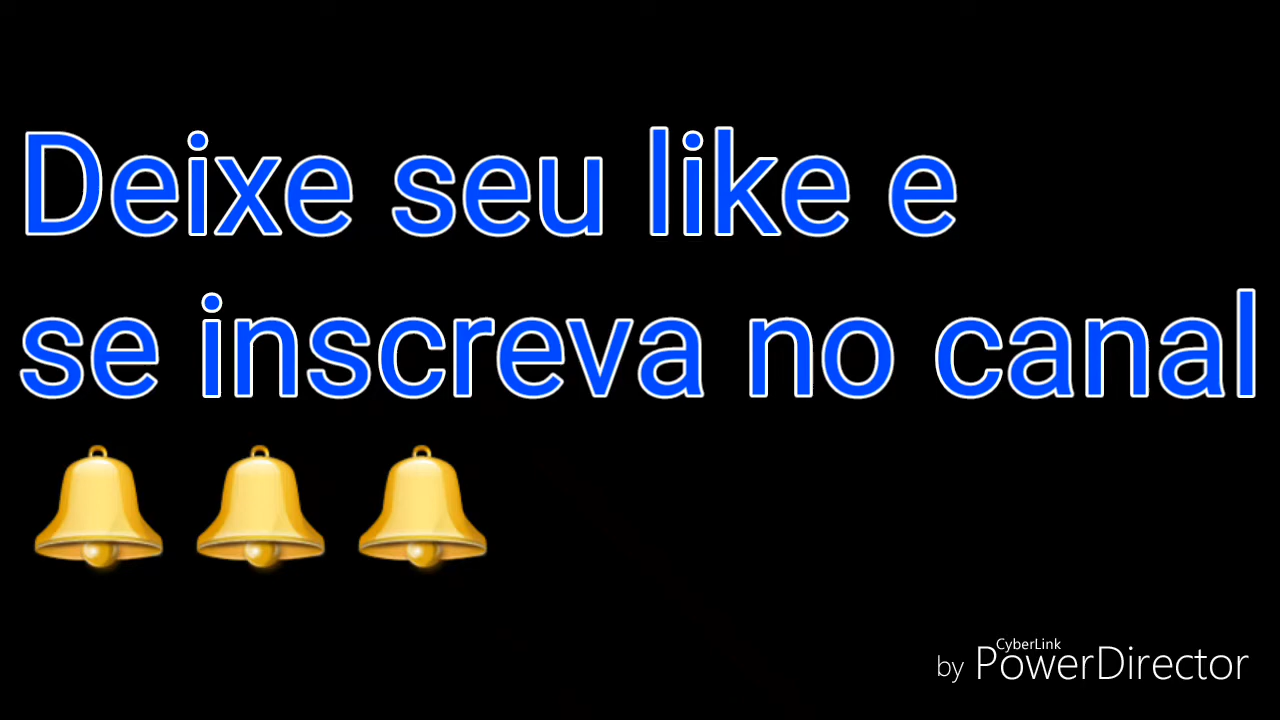 Deixe seu like e
se inscreva no canal
🔔🔔🔔
by CyberLink PowerDirector